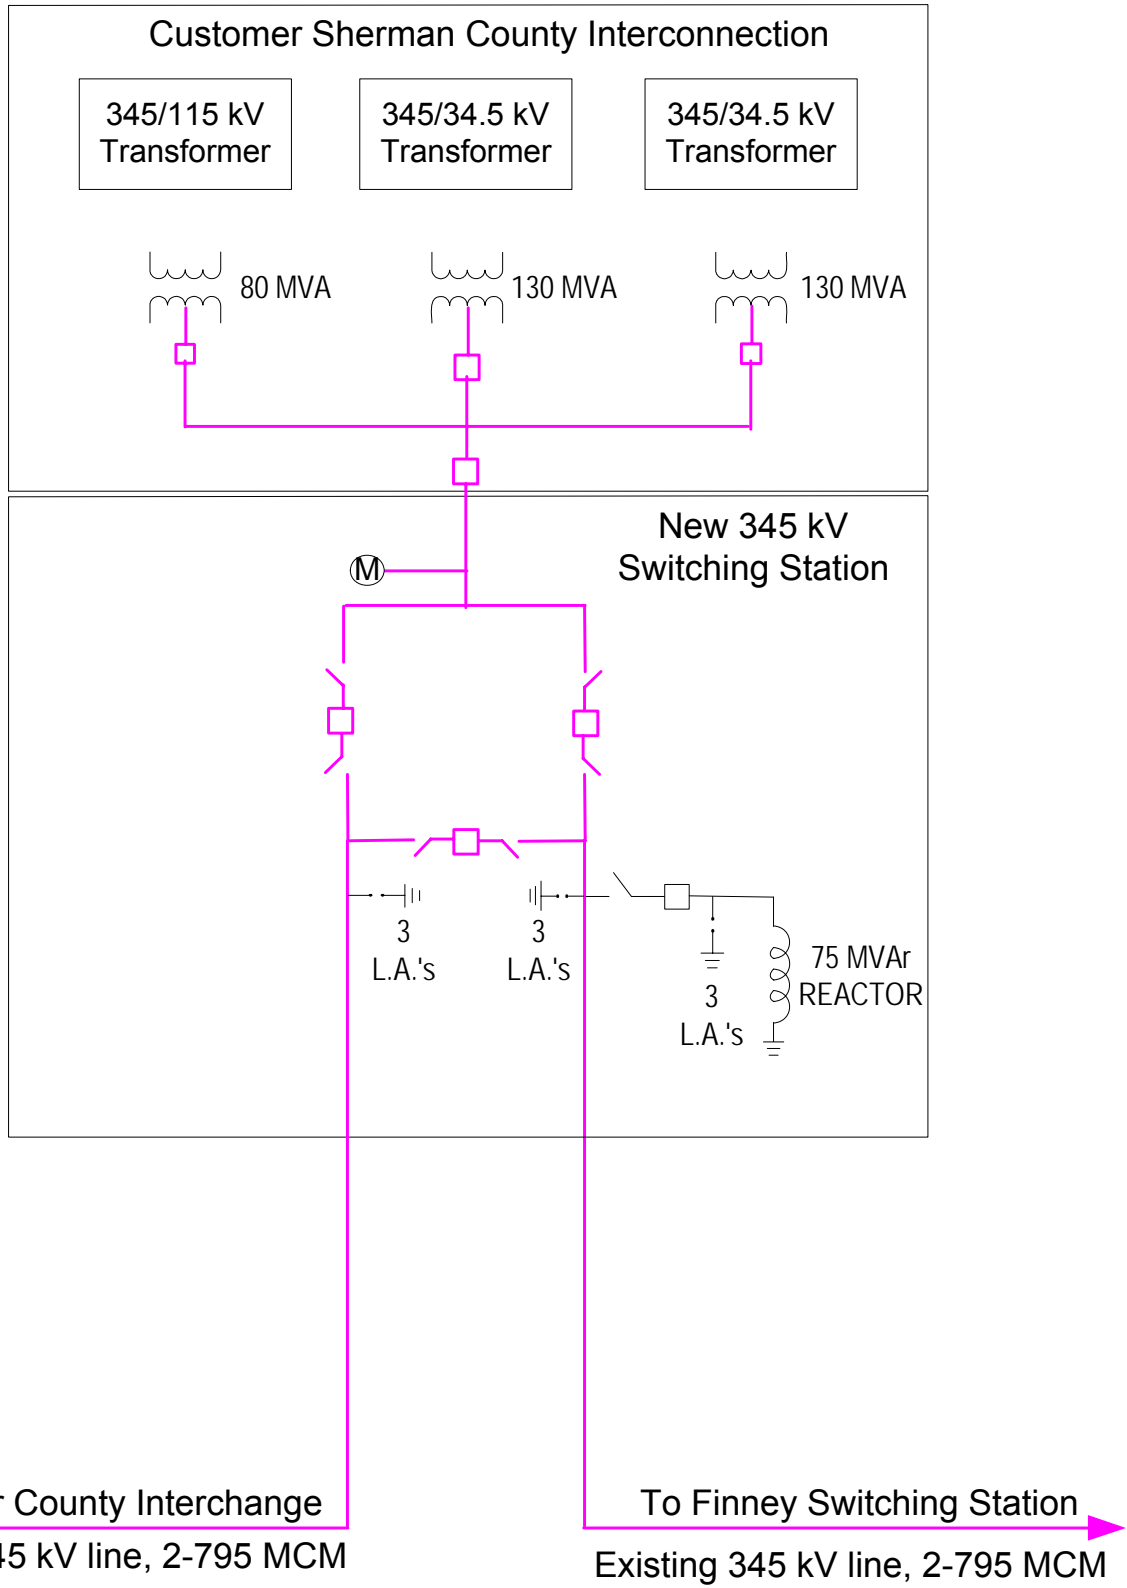 Customer Sherman County Interconnection
345/115 kV
Transformer
345/34.5 kV
Transformer
345/34.5 kV
Transformer
80 MVA
130 MVA
130 MVA
New 345 kV
Switching Station
M
3
L.A.'s
3
L.A.'s
3
L.A.'s
75 MVAr
REACTOR
County Interchange
kV line, 2-795 MCM
To Finney Switching Station
Existing 345 kV line, 2-795 MCM